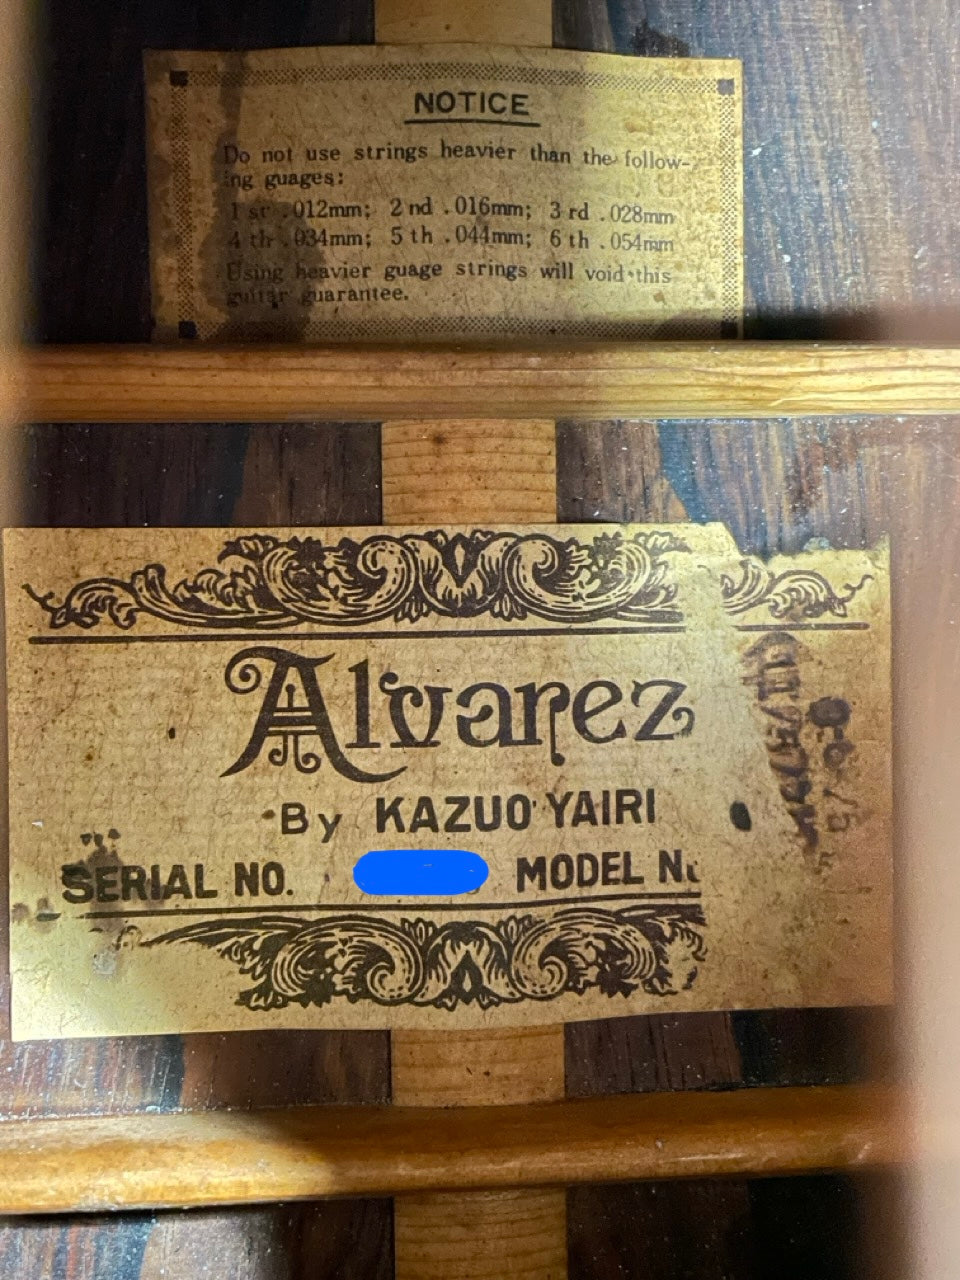 NOTICE
Do not use strings heavier than the follow-
ing guages:
1 st .012mm; 2 nd .016mm; 3 rd .028mm
4 th .034mm; 5 th .044mm; 6 th .054mm
Using heavier guage strings will void this
guitar guarantee.
Alvarez
By KAZUO YAIRI
SERIAL NO. MODEL